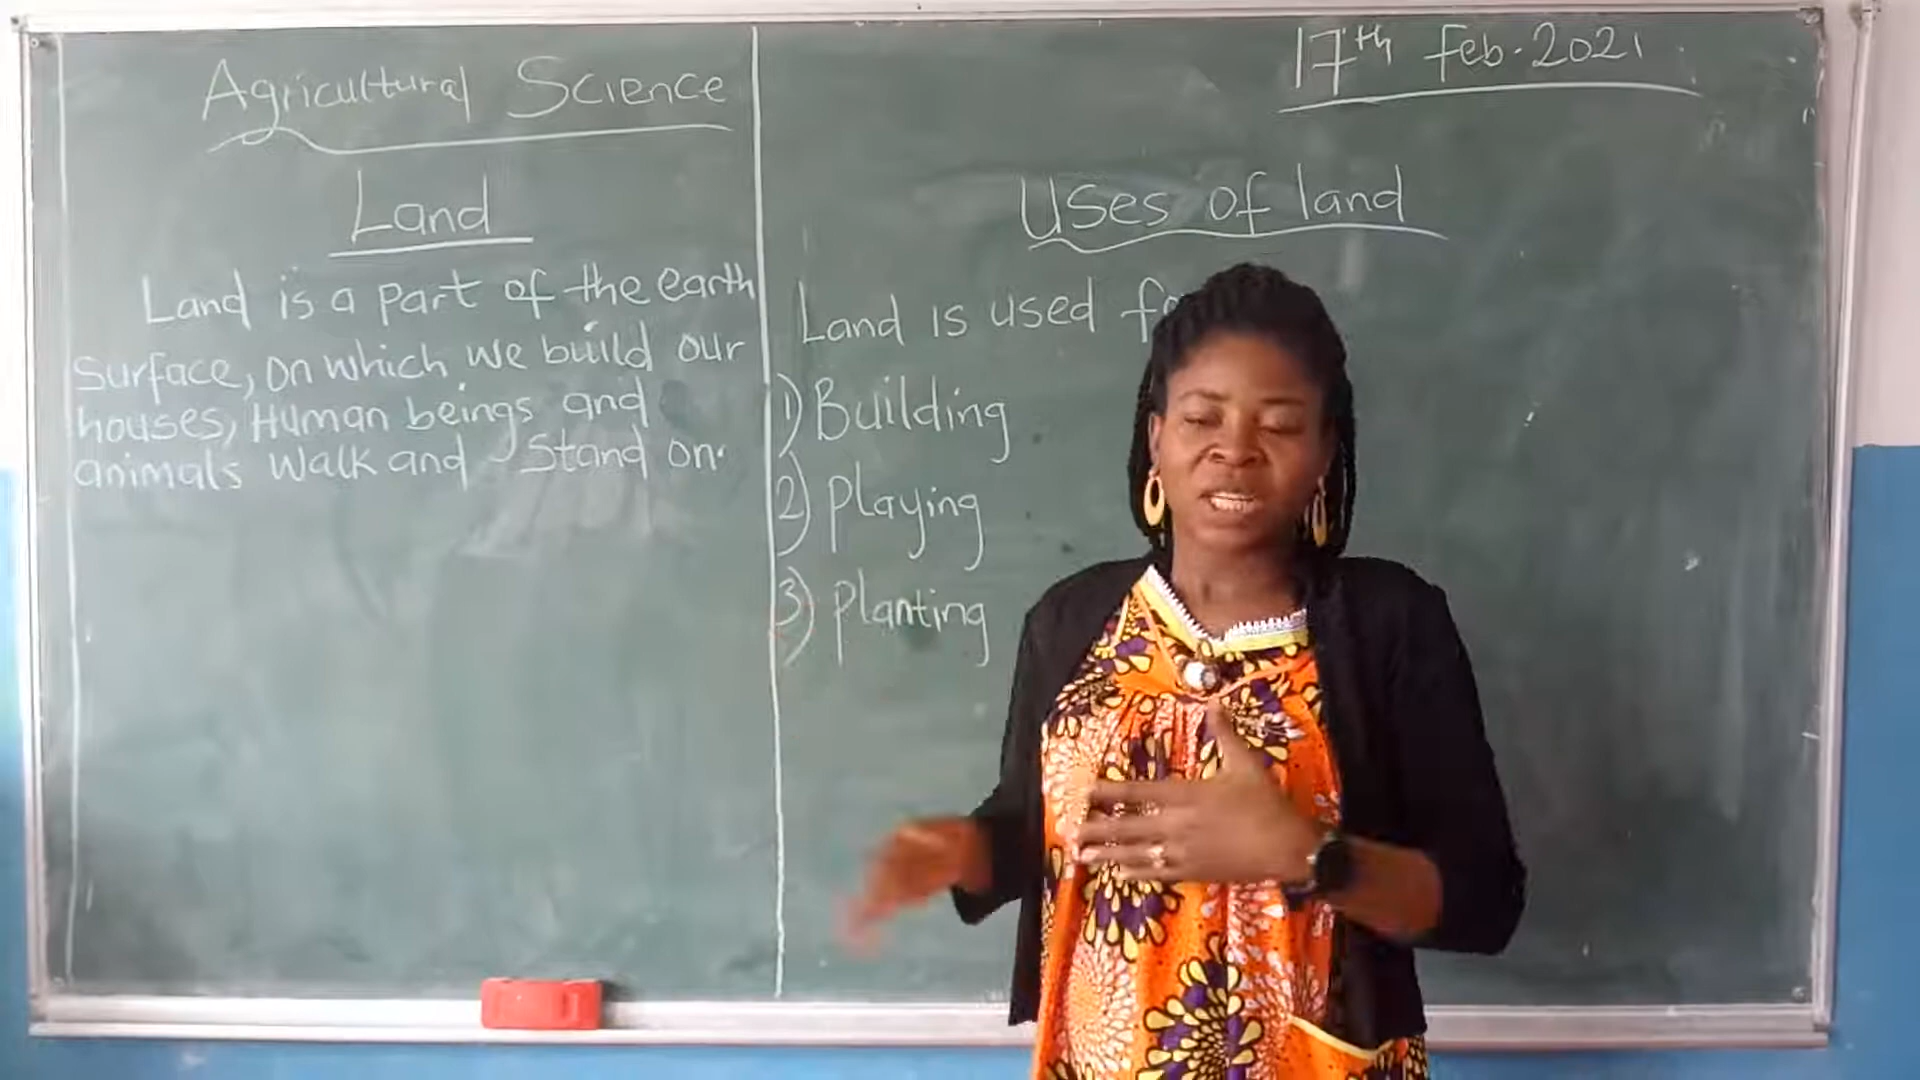 Agricultural Science
Land
Land is a part of the earth
Surface, on which we build our
houses, Human beings and
animals walk and stand on.
17th Feb. 2021
Uses of land
Land is used
1) Building
2) Playing
3) Planting